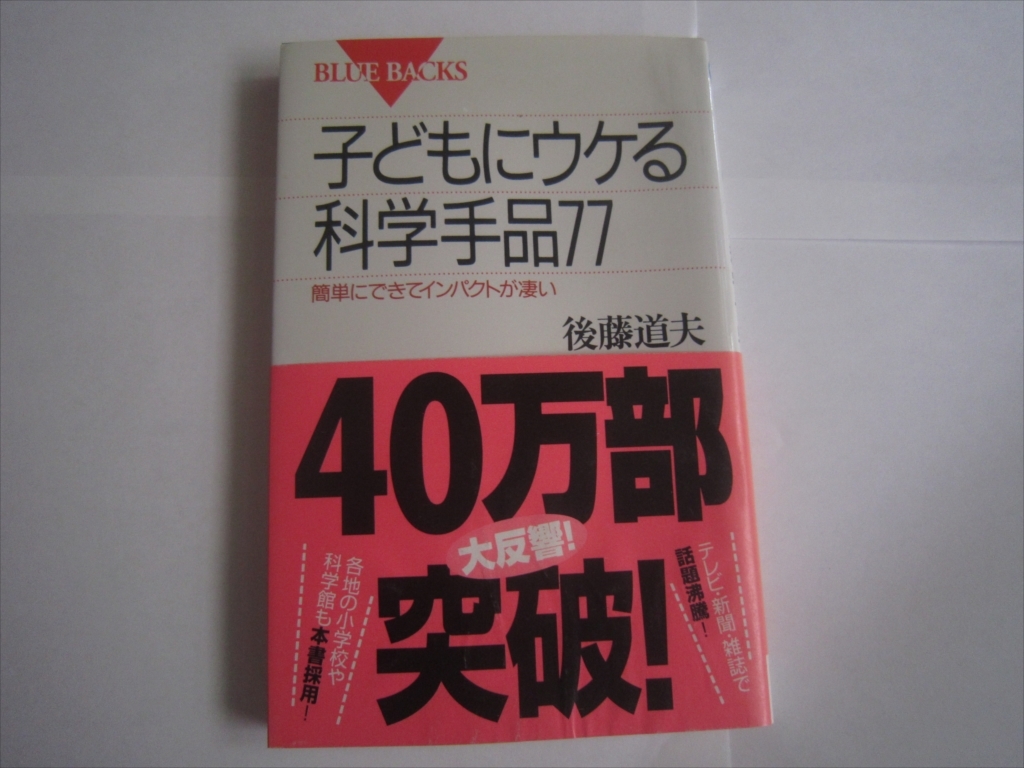 BLUE BACKS
子どもにウケる
科学手品77
簡単にできてインパクトが凄い
後藤道夫
40万部
大反響!
突破!
テレビ・新聞・雑誌で
話題沸騰!
各地の小学校や
科学館も本書採用!